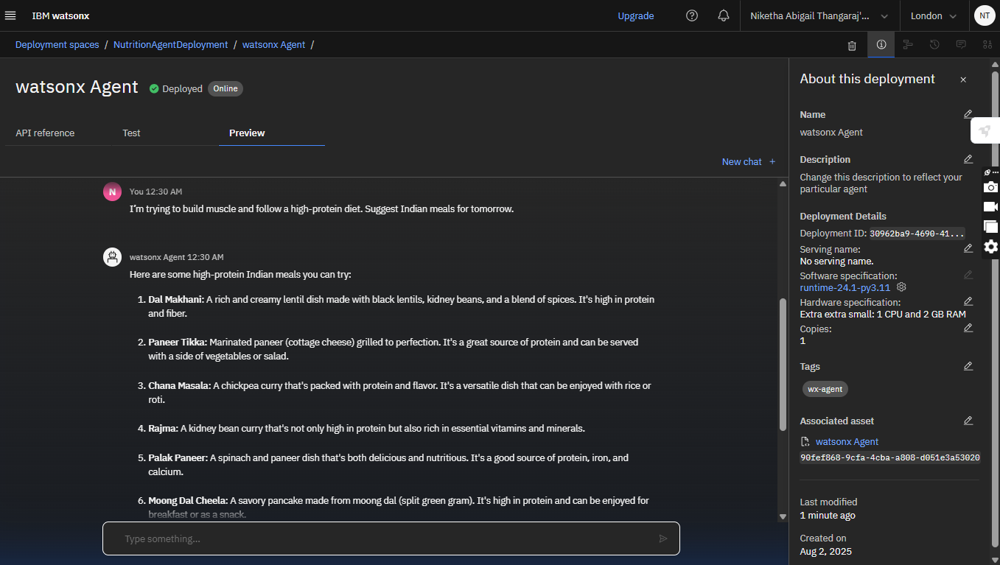 IBM watsonx
Upgrade
Niketha Abigail Thangaraj'...
London
NT
Deployment spaces / NutritionAgentDeployment / watsonx Agent /
watsonx Agent
Deployed
Online
API reference
Test
Preview
New chat +
N
You 12:30 AM
I'm trying to build muscle and follow a high-protein diet. Suggest Indian meals for tomorrow.
watsonx Agent 12:30 AM
Here are some high-protein Indian meals you can try:
1. Dal Makhani: A rich and creamy lentil dish made with black lentils, kidney beans, and a blend of spices. It's high in protein
and fiber.
2. Paneer Tikka: Marinated paneer (cottage cheese) grilled to perfection. It's a great source of protein and can be served
with a side of vegetables or salad.
3. Chana Masala: A chickpea curry that's packed with protein and flavor. It's a versatile dish that can be enjoyed with rice or
roti.
4. Rajma: A kidney bean curry that's not only high in protein but also rich in essential vitamins and minerals.
5. Palak Paneer: A spinach and paneer dish that's both delicious and nutritious. It's a good source of protein, iron, and
calcium.
6. Moong Dal Cheela: A savory pancake made from moong dal (split green gram). It's high in protein and can be enjoyed for
breakfast or as a snack.
Type something...
About this deployment
Name
watsonx Agent
Description
Change this description to reflect your
particular agent
Deployment Details
Deployment ID: 30962ba9-4690-41...
Serving name:
No serving name.
Software specification:
runtime-24.1-py3.11
Hardware specification:
Extra extra small: 1 CPU and 2 GB RAM
Copies:
1
Tags
wx-agent
Associated asset
watsonx Agent
90fef868-9cfa-4cba-a808-d051e3a53020
Last modified
1 minute ago
Created on
Aug 2, 2025